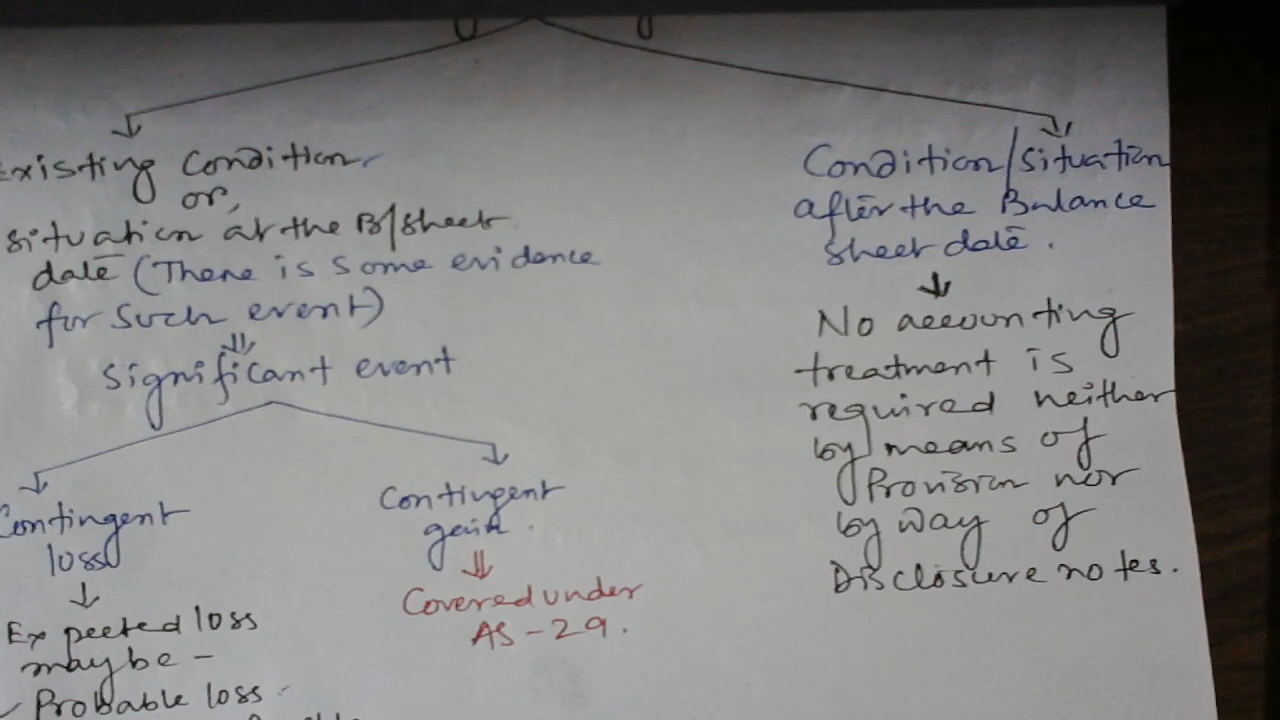 Existing Condition
or,
situation at the B/sheet
date (There is some evidence
for such event)
Significant event
Contingent
loss
Expected loss
may be -
Probable loss
Contingent
gain.
Covered under
AS-29.
Condition/situation
after the Balance
sheet date.
No accounting
treatment is
required neither
by means of
Provision nor
by way of
Disclosure notes.